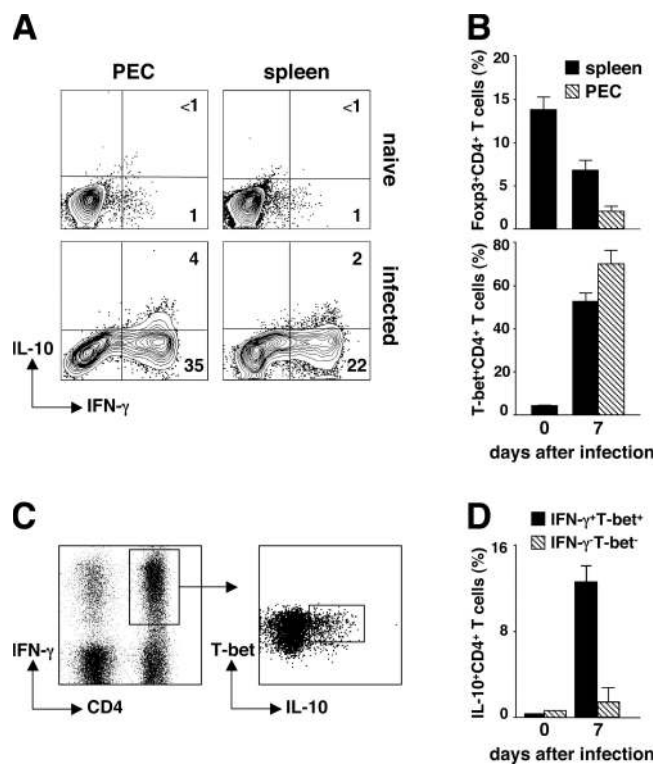 A
PEC
spleen
<1
<1
naive
1
1
4
2
infected
IL-10
35
22
IFN-γ
B
20
15
10
5
0
Foxp3⁺CD4⁺ T cells (%)
spleen
PEC
80
60
40
20
0
T-bet⁺CD4⁺ T cells (%)
0
7
days after infection
C
IFN-γ
CD4
T-bet
IL-10
D
IFN-γ⁺T-bet⁺
IFN-γ⁻T-bet⁻
16
12
8
4
0
IL-10⁺CD4⁺ T cells (%)
0
7
days after infection